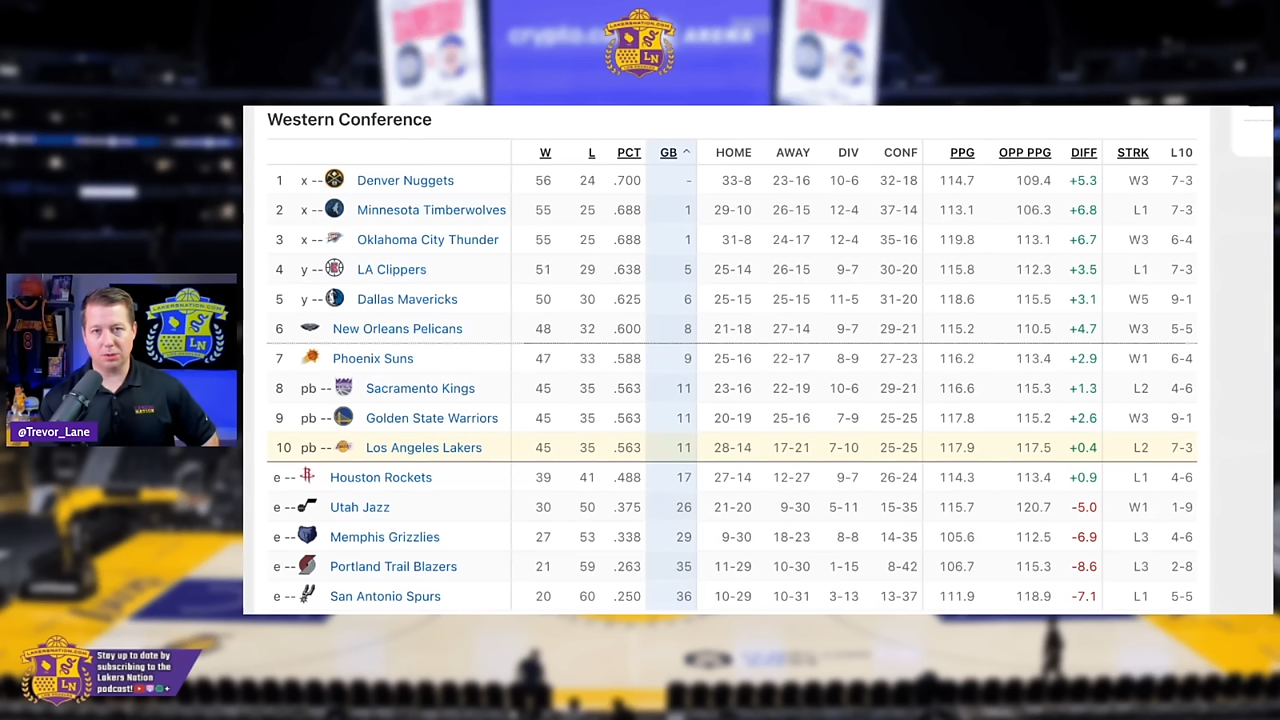 crypto.com ARENA
LAKERSNATION.COM
LN
Western Conference
W L PCT GB HOME AWAY DIV CONF PPG OPP PPG DIFF STRK L10
1 x -- Denver Nuggets 56 24 .700 - 33-8 23-16 10-6 32-18 114.7 109.4 +5.3 W3 7-3
2 x -- Minnesota Timberwolves 55 25 .688 1 29-10 26-15 12-4 37-14 113.1 106.3 +6.8 L1 7-3
3 x -- Oklahoma City Thunder 55 25 .688 1 31-8 24-17 12-4 35-16 119.8 113.1 +6.7 W3 6-4
4 y -- LA Clippers 51 29 .638 5 25-14 26-15 9-7 30-20 115.8 112.3 +3.5 L1 7-3
5 y -- Dallas Mavericks 50 30 .625 6 25-15 25-15 11-5 31-20 118.6 115.5 +3.1 W5 9-1
6 New Orleans Pelicans 48 32 .600 8 21-18 27-14 9-7 29-21 115.2 110.5 +4.7 W3 5-5
7 Phoenix Suns 47 33 .588 9 25-16 22-17 8-9 27-23 116.2 113.4 +2.9 W1 6-4
8 pb -- Sacramento Kings 45 35 .563 11 23-16 22-19 10-6 29-21 116.6 115.3 +1.3 L2 4-6
9 pb -- Golden State Warriors 45 35 .563 11 20-19 25-16 7-9 25-25 117.8 115.2 +2.6 W3 9-1
10 pb -- Los Angeles Lakers 45 35 .563 11 28-14 17-21 7-10 25-25 117.9 117.5 +0.4 L2 7-3
e -- Houston Rockets 39 41 .488 17 27-14 12-27 9-7 26-24 114.3 113.4 +0.9 L1 4-6
e -- Utah Jazz 30 50 .375 26 21-20 9-30 5-11 15-35 115.7 120.7 -5.0 W1 1-9
e -- Memphis Grizzlies 27 53 .338 29 9-30 18-23 8-8 14-35 105.6 112.5 -6.9 L3 4-6
e -- Portland Trail Blazers 21 59 .263 35 11-29 10-30 1-15 8-42 106.7 115.3 -8.6 L3 2-8
e -- San Antonio Spurs 20 60 .250 36 10-29 10-31 3-13 13-37 111.9 118.9 -7.1 L1 5-5
LAKERSNATION.COM
LN
8
NATION
@Trevor_Lane
LAKERSNATION.COM
LN
Stay up to date by
subscribing to the
Lakers Nation
podcast!